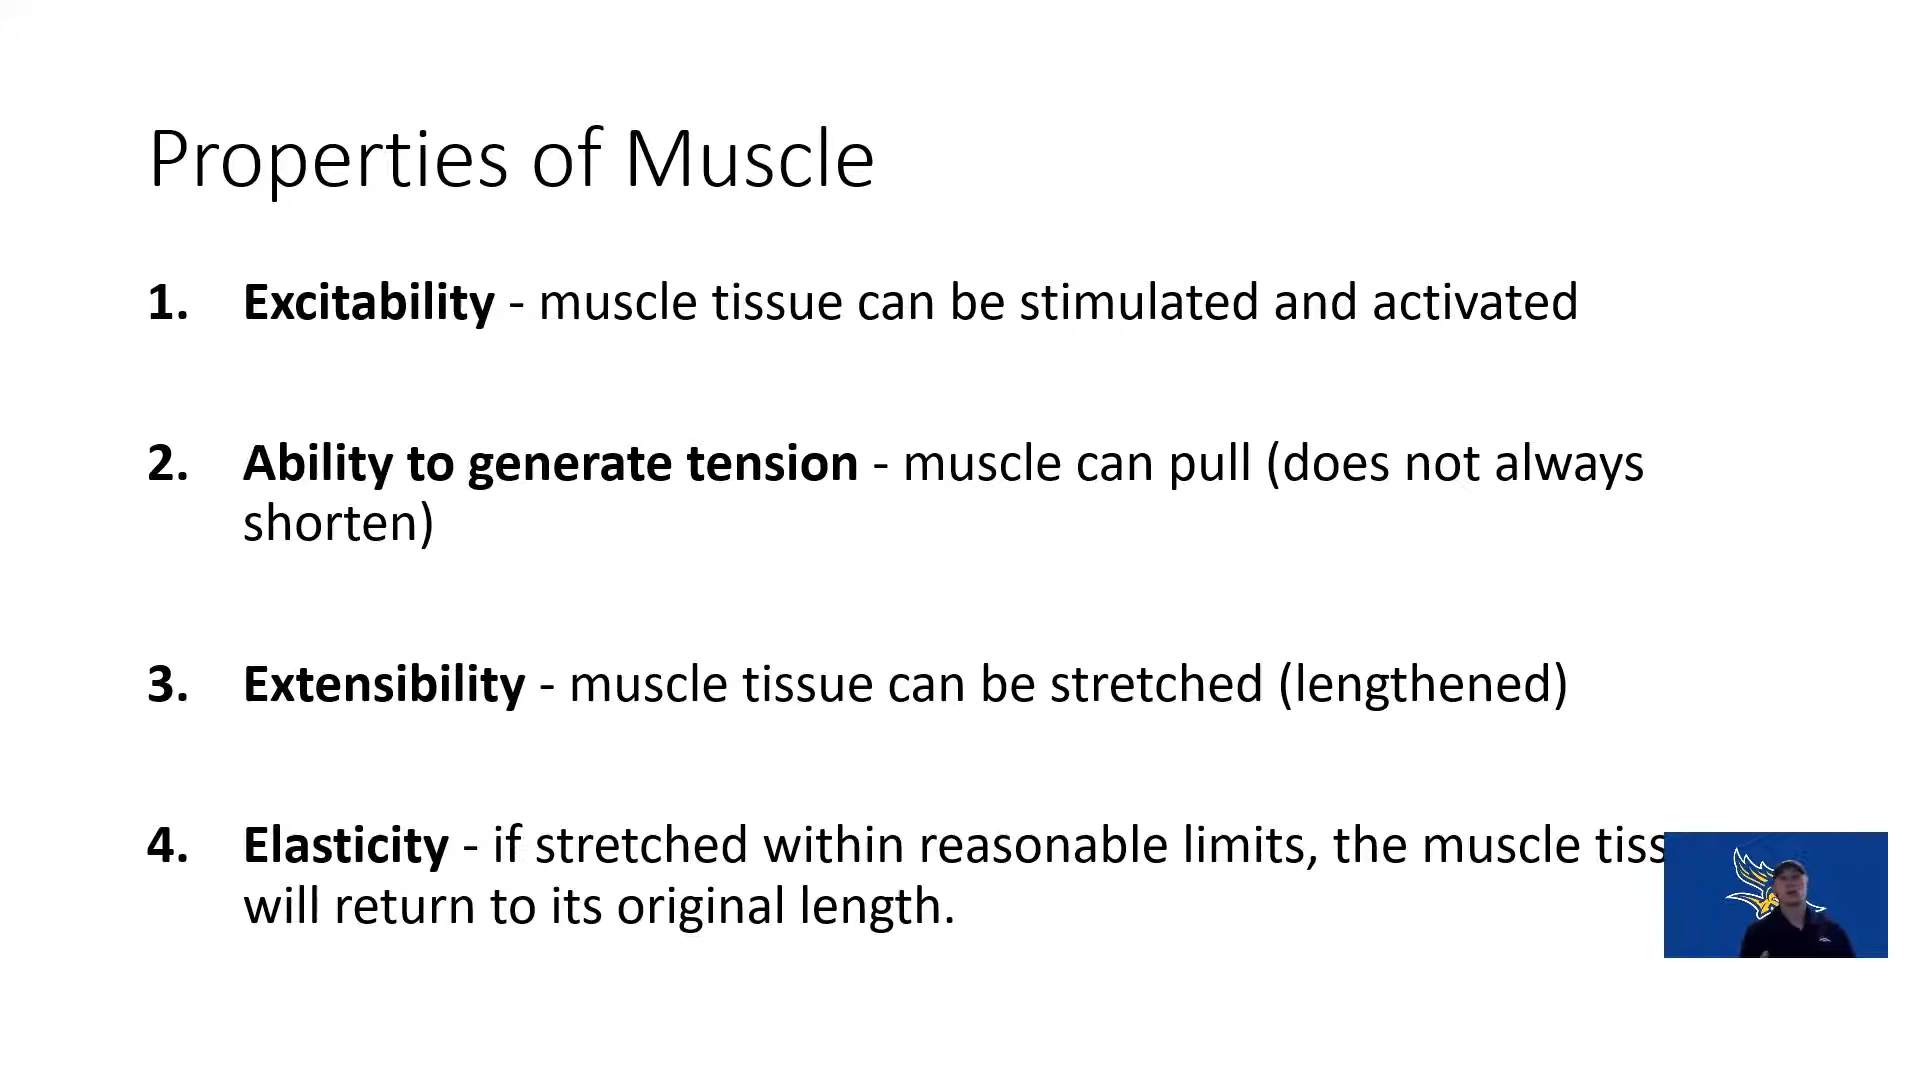 Properties of Muscle
1. Excitability - muscle tissue can be stimulated and activated
2. Ability to generate tension - muscle can pull (does not always
shorten)
3. Extensibility - muscle tissue can be stretched (lengthened)
4. Elasticity - if stretched within reasonable limits, the muscle
will return to its original length.